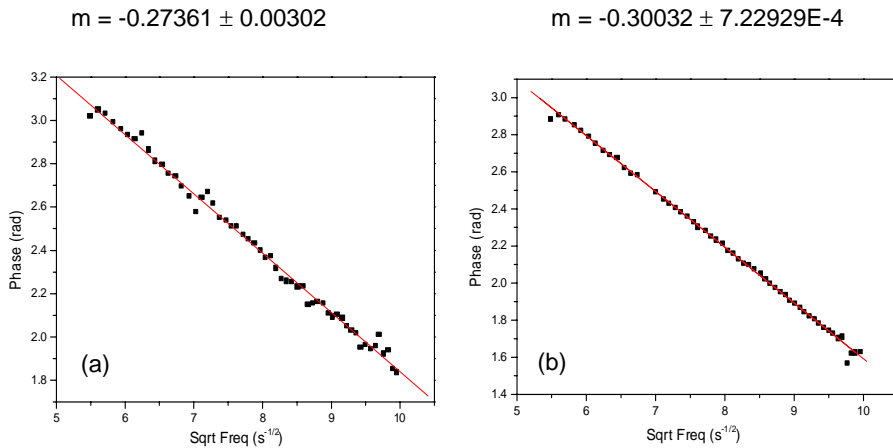 m = -0.27361 ± 0.00302
m = -0.30032 ± 7.22929E-4
3.2
3.0
2.8
2.6
2.4
2.2
2.0
1.8
Phase (rad)
(a)
5 6 7 8 9 10
Sqrt Freq (s-1/2)
3.0
2.8
2.6
2.4
2.2
2.0
1.8
1.6
1.4
Phase (rad)
(b)
5 6 7 8 9 10
Sqrt Freq (s-1/2)